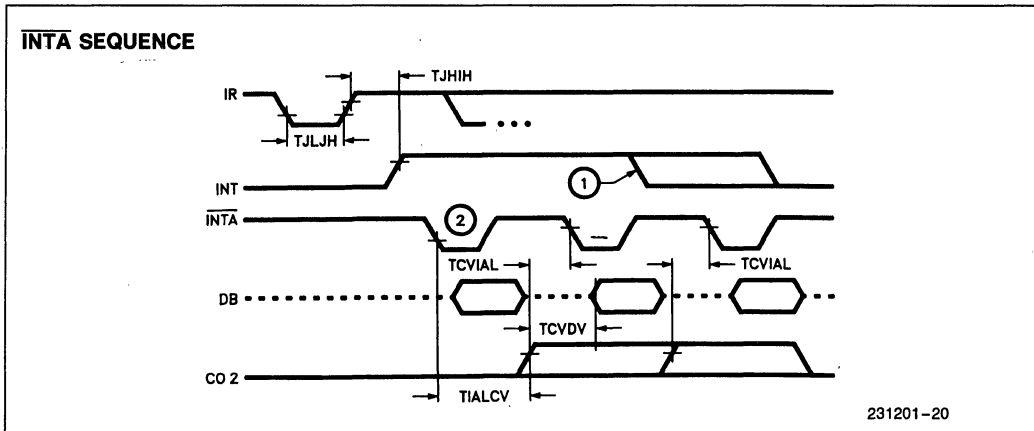 INTA SEQUENCE
TJHIH
IR
TJLJH
1
INT
INTA
2
TCVIAL
TCVIAL
DB
TCVDV
CO 2
TIALCV
231201-20